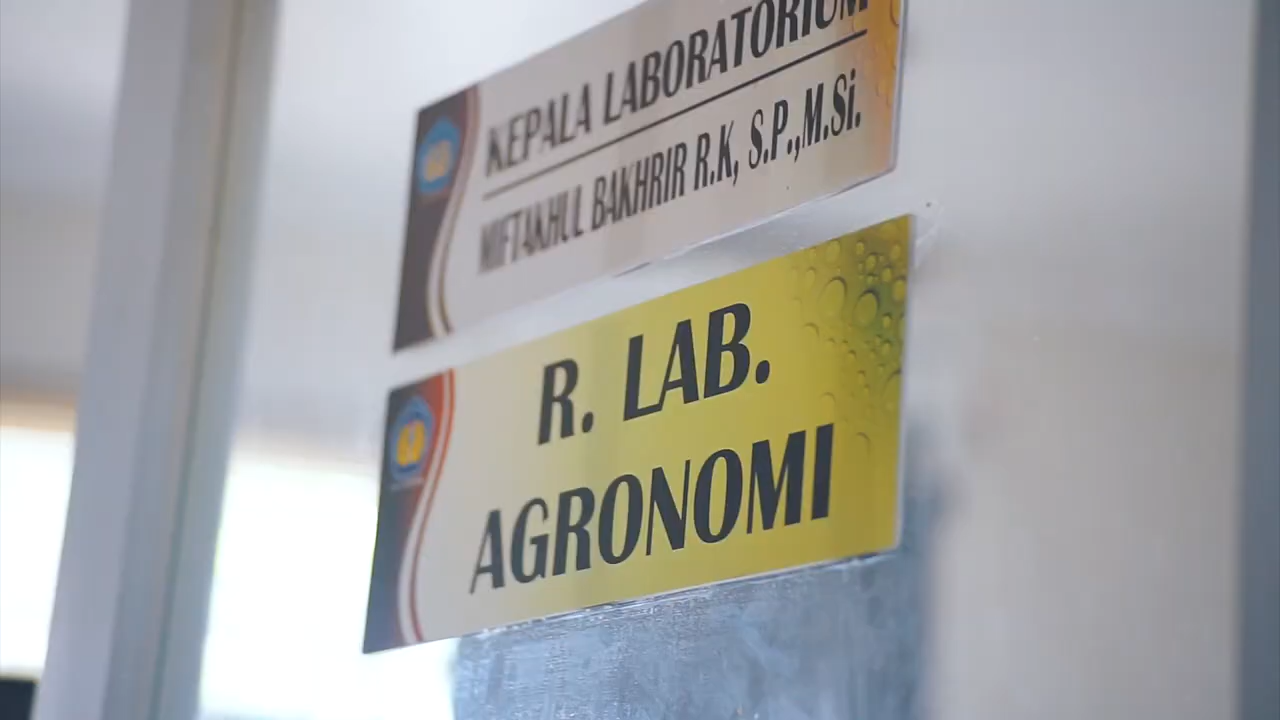 KEPALA LABORATORIUM
MIFTAKHUL BAKHRIR R.K, S.P.,M.Si.
R. LAB.
AGRONOMI